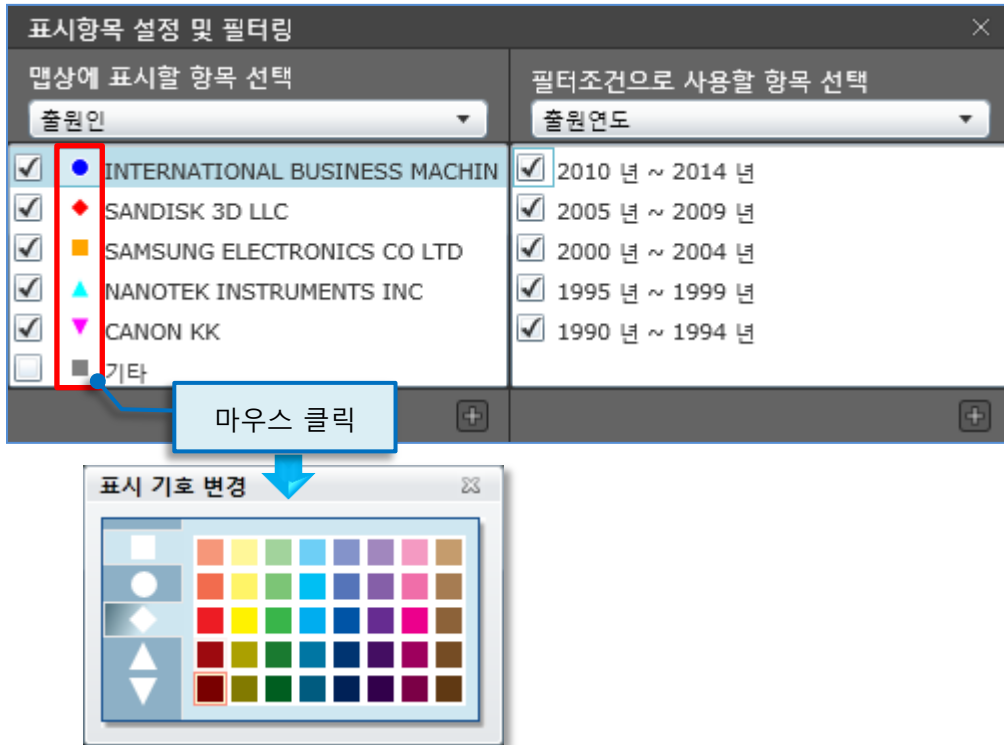 표시항목 설정 및 필터링
맵상에 표시할 항목 선택
출원인
INTERNATIONAL BUSINESS MACHIN
SANDISK 3D LLC
SAMSUNG ELECTRONICS CO LTD
NANOTEK INSTRUMENTS INC
CANON KK
기타
필터조건으로 사용할 항목 선택
출원연도
2010 년 ~ 2014 년
2005 년 ~ 2009 년
2000 년 ~ 2004 년
1995 년 ~ 1999 년
1990 년 ~ 1994 년
마우스 클릭
표시 기호 변경